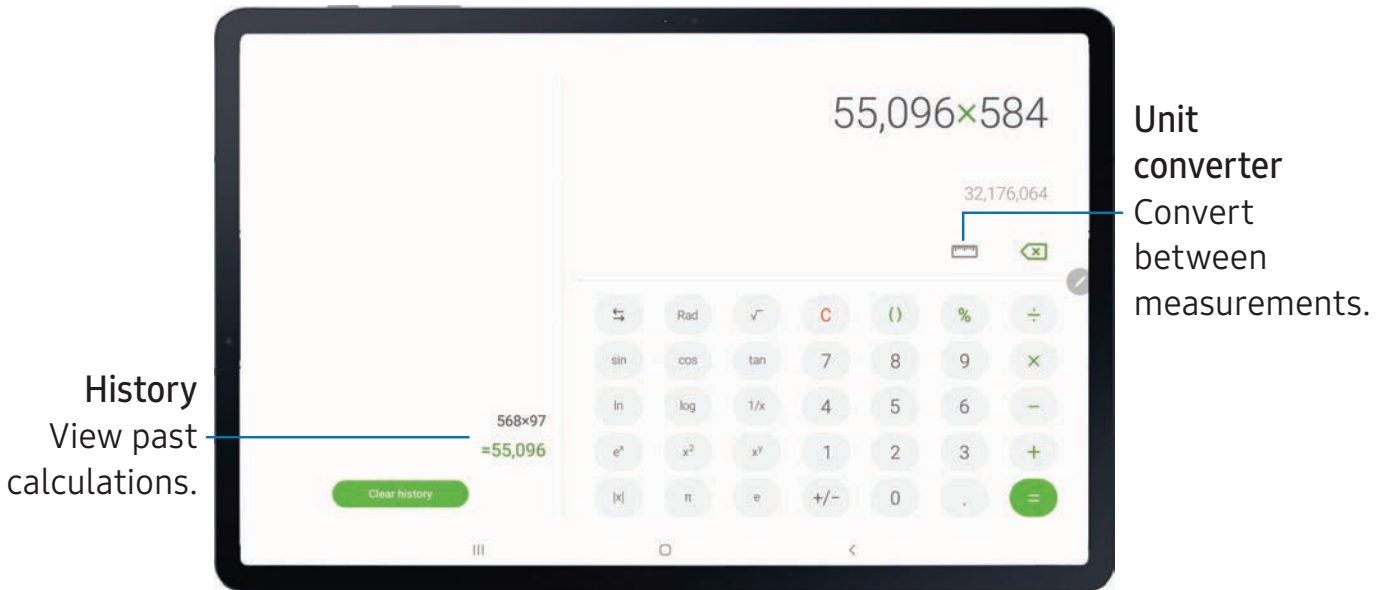 55,096×584
32,176,064
Unit
converter
Convert
between
measurements.
History
View past
calculations.
568×97
=55,096
Clear history
⇆ Rad √ C () % ÷
sin cos tan 7 8 9 ×
ln log 1/x 4 5 6 −
eˣ x² xʸ 1 2 3 +
|x| π e +/− 0 . =